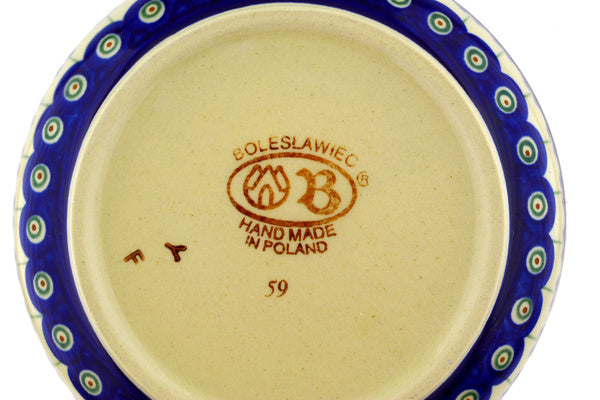 BOLESLAWIEC
B ®
HAND MADE
IN POLAND
F Y
59